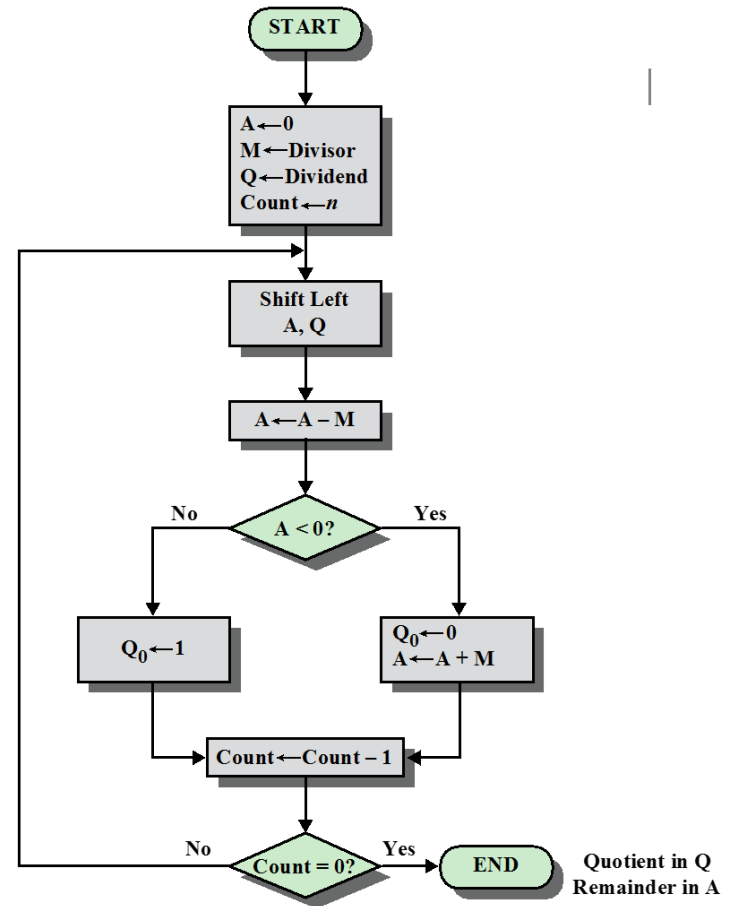 START
A←0
M←Divisor
Q←Dividend
Count←n
Shift Left
A, Q
A←A – M
No
Yes
A < 0?
Q0←1
Q0←0
A←A + M
Count←Count – 1
No
Yes
Count = 0?
END
Quotient in Q
Remainder in A